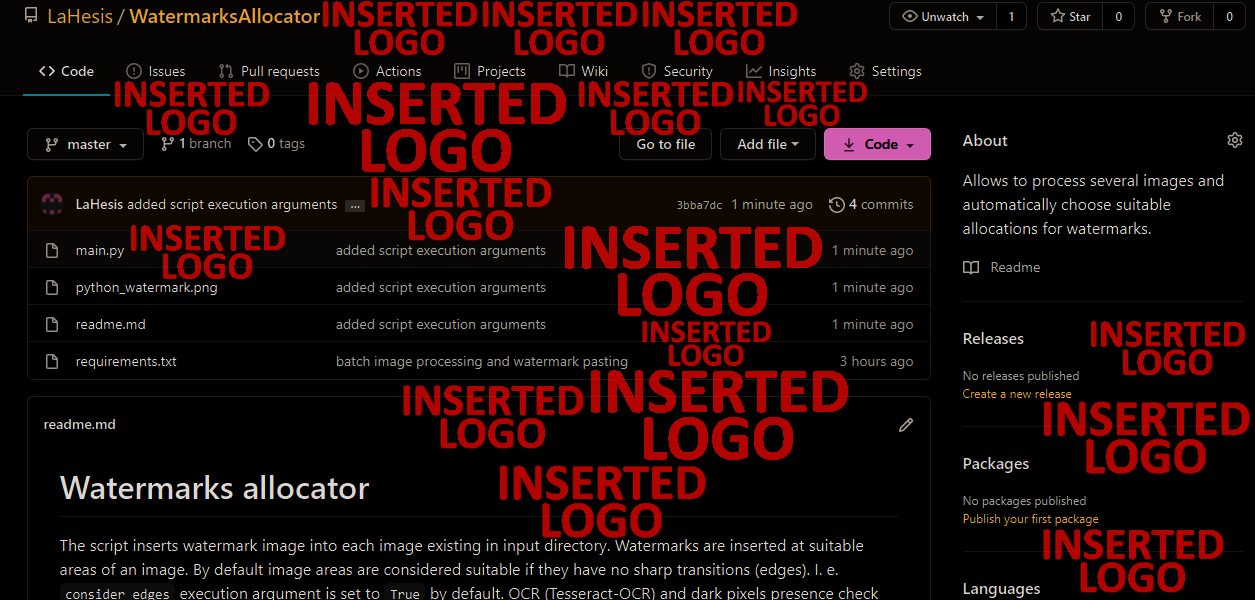 LaHesis / WatermarksAllocator
Unwatch 1 Star 0 Fork 0
INSERTED LOGO INSERTED LOGO INSERTED LOGO
Code Issues Pull requests Actions Projects Wiki Security Insights Settings
INSERTED LOGO INSERTED LOGO INSERTED LOGO INSERTED LOGO
master 1 branch 0 tags Go to file Add file Code
LaHesis added script execution arguments ... 3bba7dc 1 minute ago 4 commits
INSERTED LOGO
main.py added script execution arguments 1 minute ago
INSERTED LOGO INSERTED LOGO
python_watermark.png added script execution arguments 1 minute ago
readme.md added script execution arguments 1 minute ago
INSERTED LOGO
requirements.txt batch image processing and watermark pasting 3 hours ago
INSERTED LOGO INSERTED LOGO
readme.md
Watermarks allocator
INSERTED LOGO
The script inserts watermark image into each image existing in input directory. Watermarks are inserted at suitable
areas of an image. By default image areas are considered suitable if they have no sharp transitions (edges). I. e.
consider_edges execution argument is set to True by default. OCR (Tesseract-OCR) and dark pixels presence check
About
Allows to process several images and
automatically choose suitable
allocations for watermarks.
Readme
Releases
INSERTED LOGO
No releases published
Create a new release
INSERTED LOGO
Packages
No packages published
Publish your first package
INSERTED LOGO
Languages